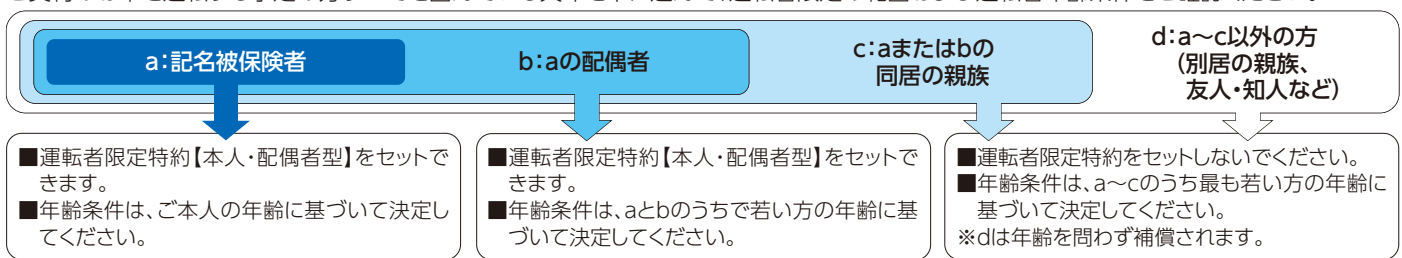 a：記名被保険者
b：aの配偶者
c：aまたはbの
同居の親族
d：a～c以外の方
（別居の親族、
友人・知人など）
■運転者限定特約【本人・配偶者型】をセットで
きます。
■年齢条件は、ご本人の年齢に基づいて決定し
てください。
■運転者限定特約【本人・配偶者型】をセットで
きます。
■年齢条件は、aとbのうちで若い方の年齢に基
づいて決定してください。
■運転者限定特約をセットしないでください。
■年齢条件は、a～cのうち最も若い方の年齢に
基づいて決定してください。
※dは年齢を問わず補償されます。